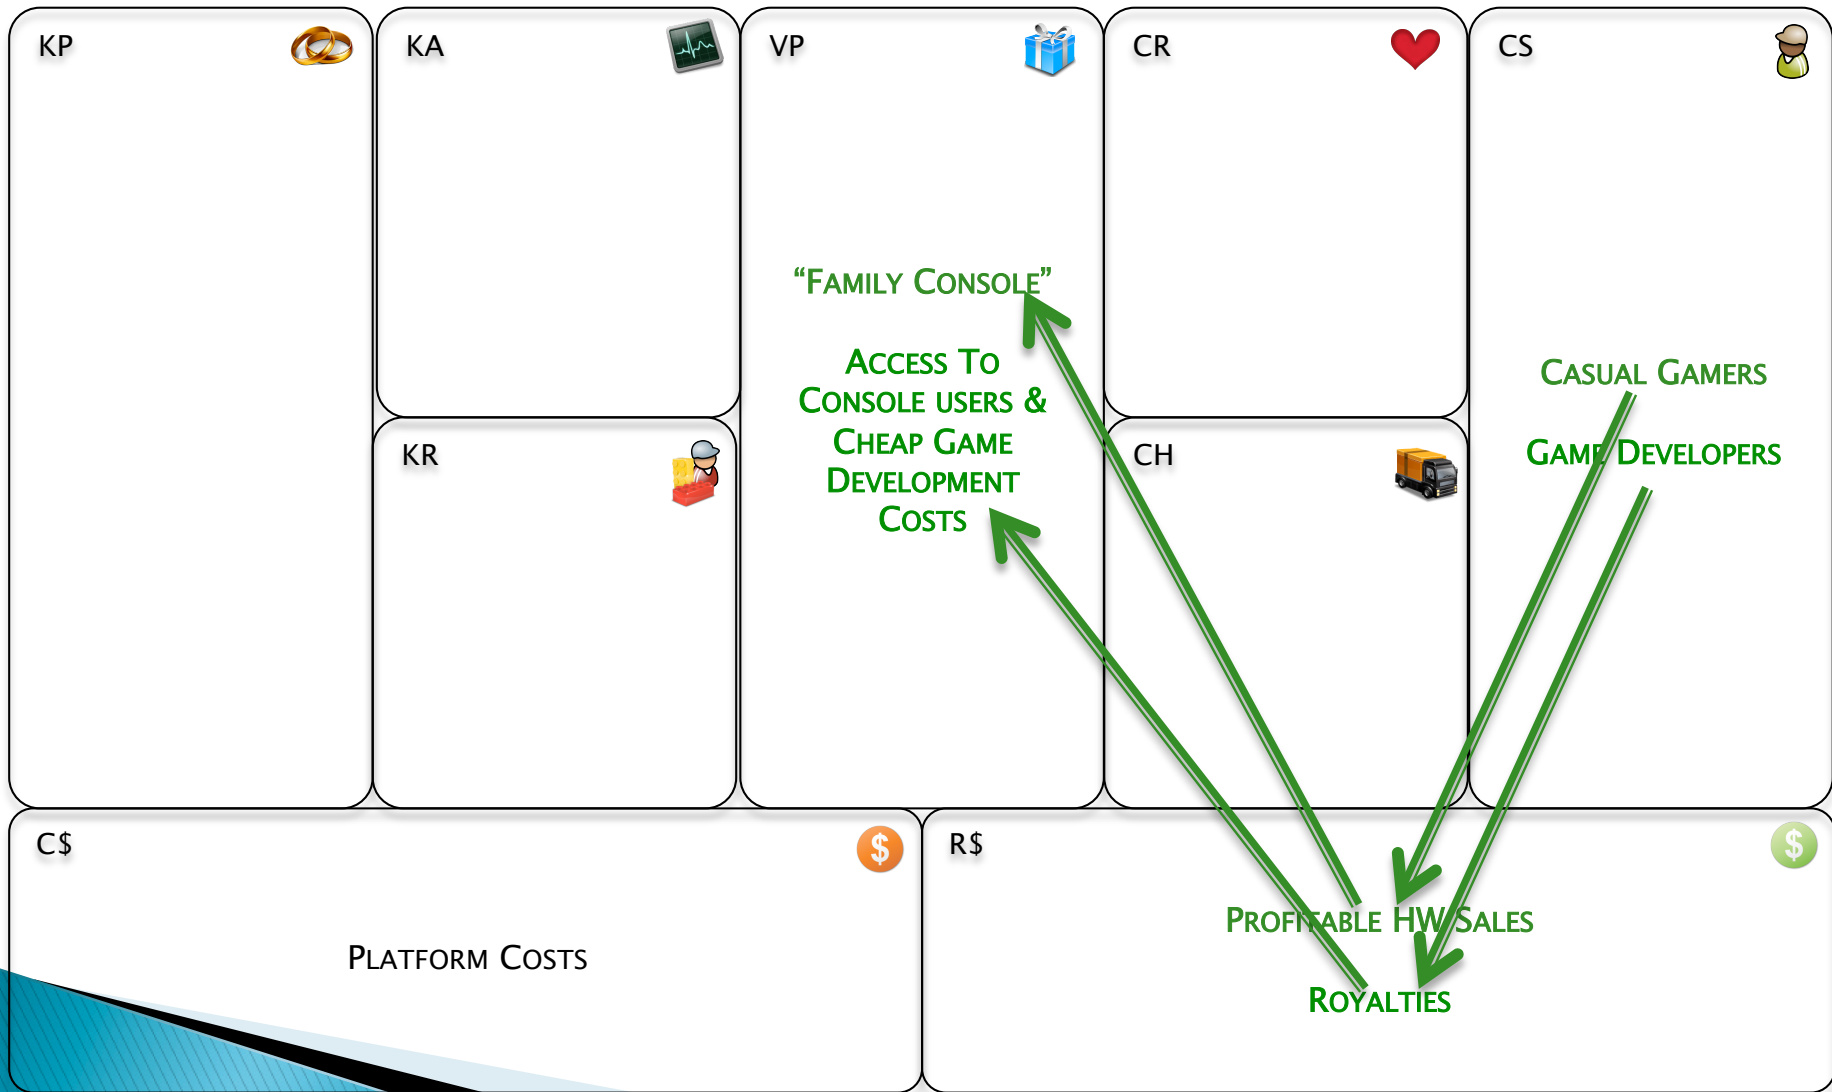 KP
KA
VP
CR
CS
“Family Console”
Access To
Console users &
Cheap Game
Development
Costs
Casual Gamers
Game Developers
KR
CH
C$
$
Platform Costs
R$
$
Profitable HW Sales
Royalties